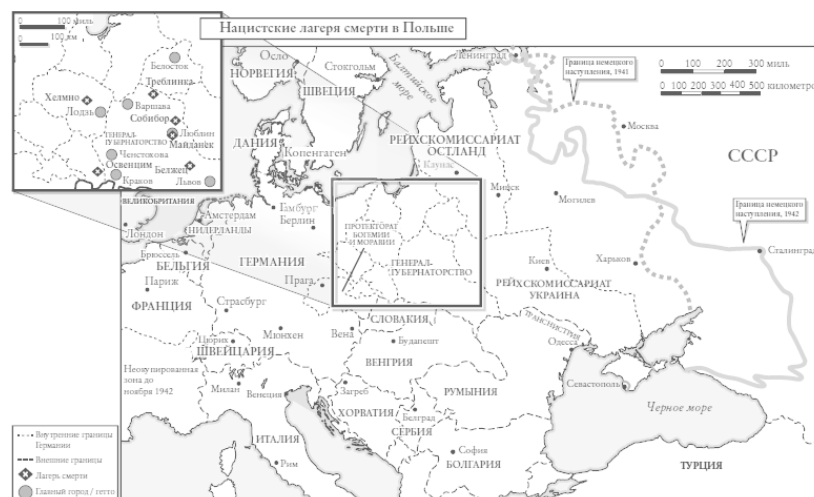 Нацистские лагеря смерти в Польше
0 100 миль
0 100 км
Белосток
Треблинка
Хелмно
Варшава
Лодзь
Собибор
ГЕНЕРАЛ-
ГУБЕРНАТОРСТВО
Люблин
Майданек
Ченстохова
Освенцим
Белжец
Краков
Львов
Осло
НОРВЕГИЯ
Стокгольм
ШВЕЦИЯ
Балтийское
море
Ленинград
Граница немецкого
наступления, 1941
0 100 200 300 миль
0 100 200 300 400 500 километро
Москва
СССР
ДАНИЯ
Копенгаген
РЕЙХСКОМИССАРИАТ
ОСТЛАНД
Каунас
Минск
Могилев
Граница немецкого
наступления, 1942
Сталинград
ВЕЛИКОБРИТАНИЯ
Лондон
Амстердам
НИДЕРЛАНДЫ
Берлин
Брюссель
БЕЛЬГИЯ
ГЕРМАНИЯ
ПРОТЕКТОРАТ
БОГЕМИИ
И МОРАВИИ
ГЕНЕРАЛ-
ГУБЕРНАТОРСТВО
Киев
Харьков
РЕЙХСКОМИССАРИАТ
УКРАИНА
Париж
Прага
ФРАНЦИЯ
Страсбург
СЛОВАКИЯ
ТРАНСНИСТРИЯ
Мюнхен
Вена
Будапешт
Одесса
Цюрих
ШВЕЙЦАРИЯ
ВЕНГРИЯ
Неоккупированная
зона до
ноября 1942
Милан
Венеция
Загреб
РУМЫНИЯ
Севастополь
ХОРВАТИЯ
Белград
СЕРБИЯ
Черное море
ИТАЛИЯ
Рим
София
БОЛГАРИЯ
ТУРЦИЯ
Внутренние границы
Германии
Внешние границы
Лагерь смерти
Главный город / гетто